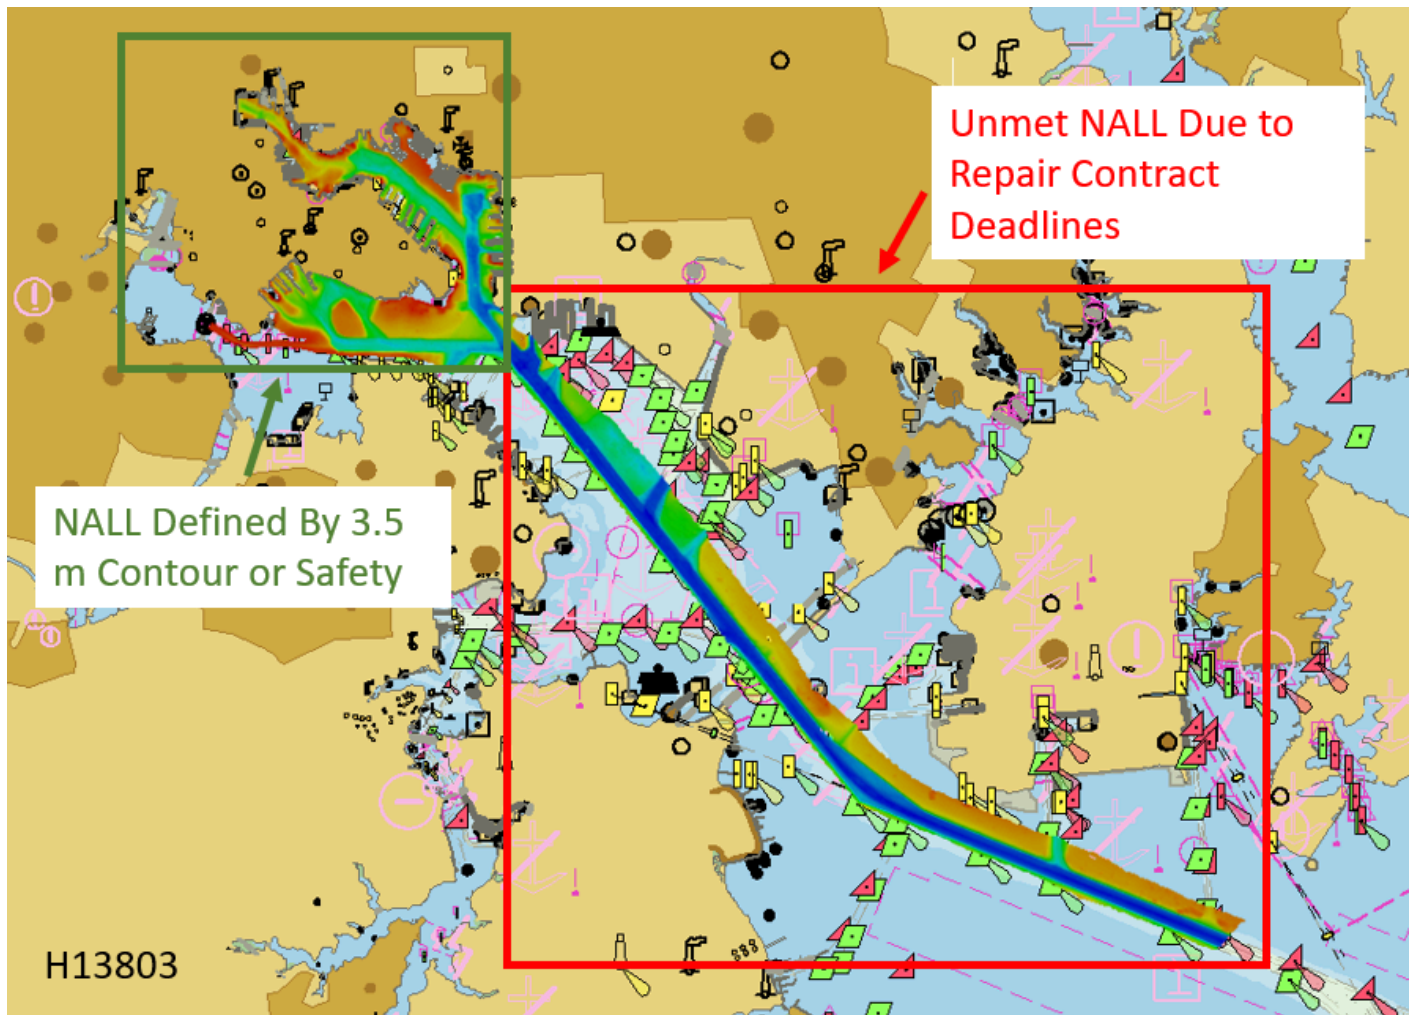 Unmet NALL Due to
Repair Contract
Deadlines
NALL Defined By 3.5
m Contour or Safety
H13803